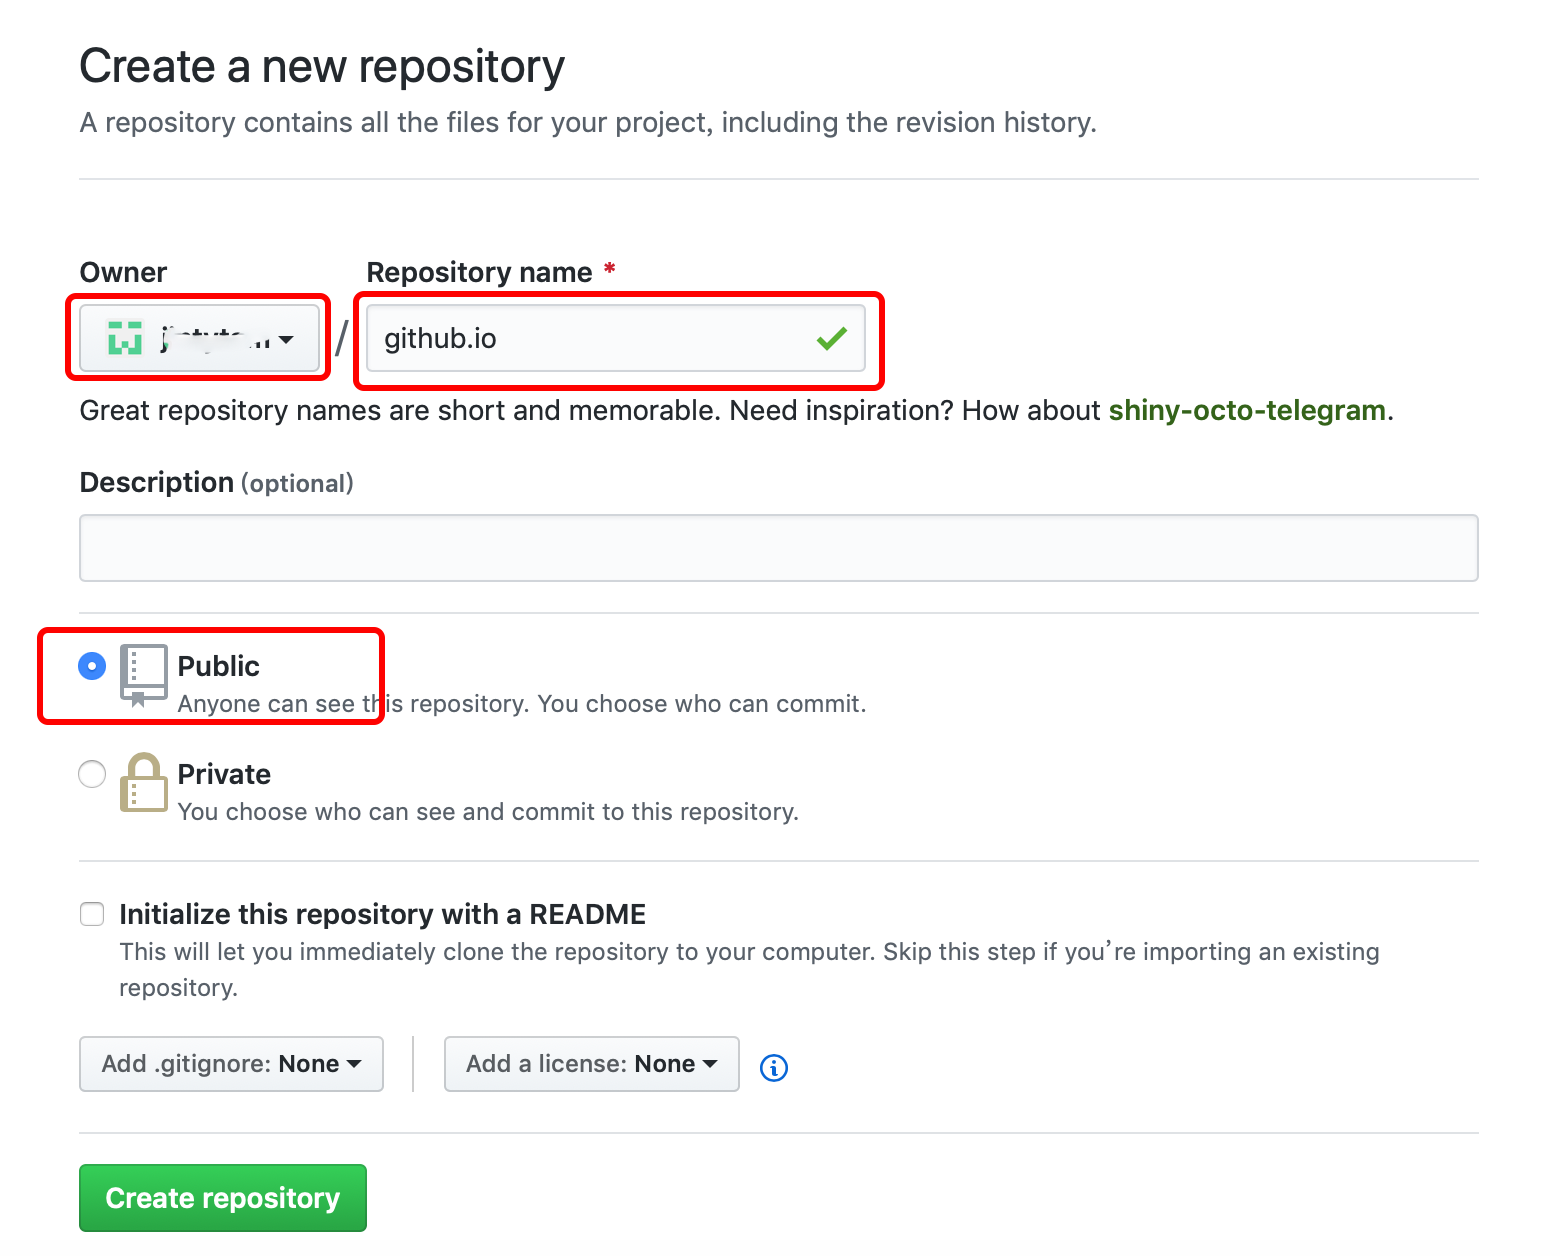 Create a new repository
A repository contains all the files for your project, including the revision history.
Owner Repository name *
/ github.io
Great repository names are short and memorable. Need inspiration? How about shiny-octo-telegram.
Description (optional)
Public
Anyone can see this repository. You choose who can commit.
Private
You choose who can see and commit to this repository.
Initialize this repository with a README
This will let you immediately clone the repository to your computer. Skip this step if you’re importing an existing
repository.
Add .gitignore: None Add a license: None
Create repository